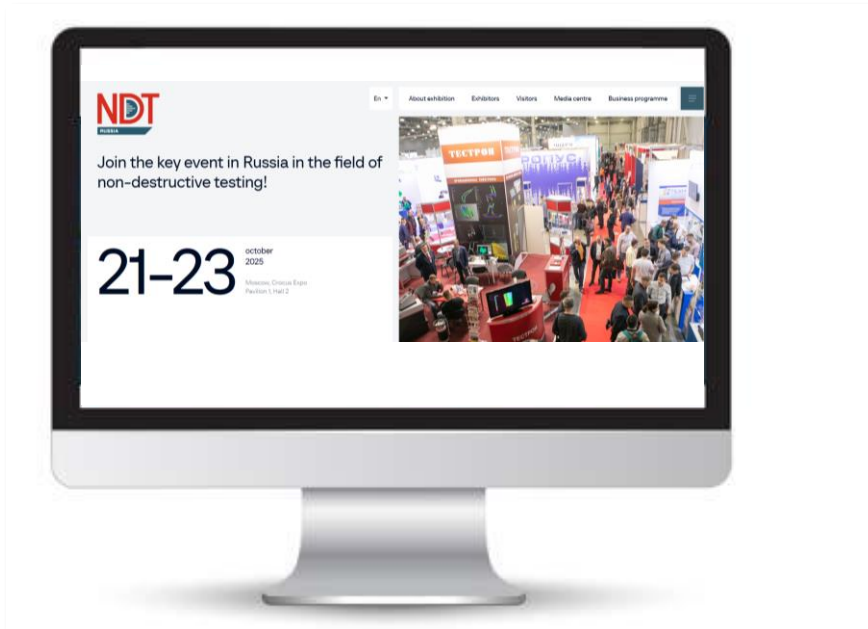 NDT
RUSSIA
En
About exhibition
Exhibitors
Visitors
Media centre
Business programme
Join the key event in Russia in the field of
non-destructive testing!
21-23
october
2025
Moscow, Crocus Expo
Pavilion 1, Hall 2
ТЕСТРОН
ТЕСТРОН